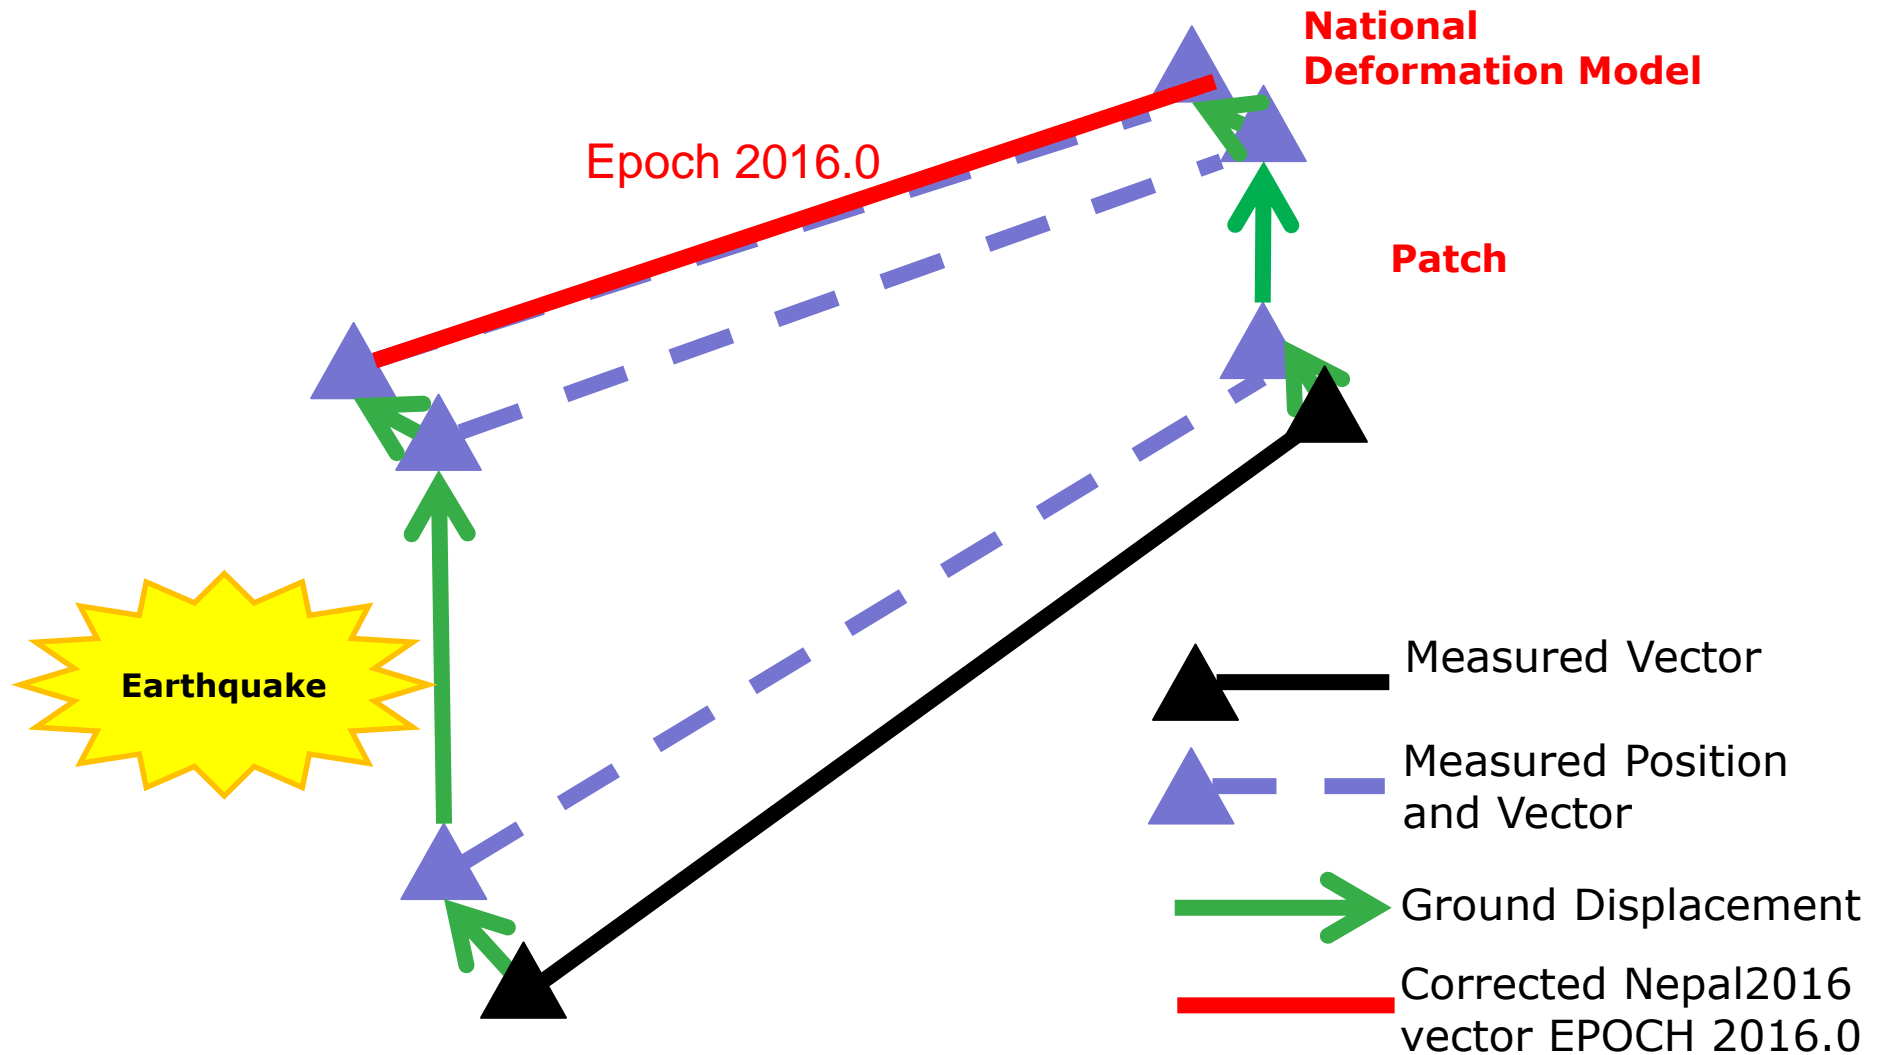 National
Deformation Model
Epoch 2016.0
Patch
Earthquake
Measured Vector
Measured Position
and Vector
Ground Displacement
Corrected Nepal2016
vector EPOCH 2016.0